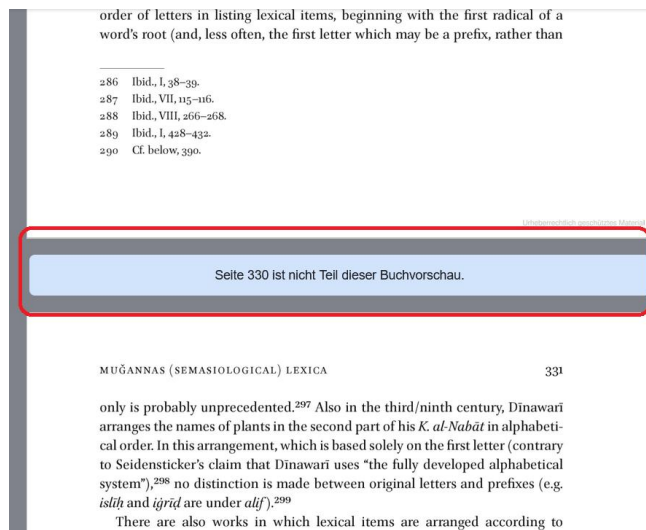 order of letters in listing lexical items, beginning with the first radical of a
word’s root (and, less often, the first letter which may be a prefix, rather than
286 Ibid., I, 38–39.
287 Ibid., VII, 115–116.
288 Ibid., VIII, 266–268.
289 Ibid., I, 428–432.
290 Cf. below, 390.
Urheberrechtlich geschütztes Material
Seite 330 ist nicht Teil dieser Buchvorschau.
MUǦANNAS (SEMASIOLOGICAL) LEXICA 331
only is probably unprecedented.²⁹⁷ Also in the third/ninth century, Dīnawarī
arranges the names of plants in the second part of his K. al-Nabāt in alphabeti-
cal order. In this arrangement, which is based solely on the first letter (contrary
to Seidensticker’s claim that Dīnawarī uses “the fully developed alphabetical
system”),²⁹⁸ no distinction is made between original letters and prefixes (e.g.
islīḥ and iġrīḍ are under alif).²⁹⁹
There are also works in which lexical items are arranged according to